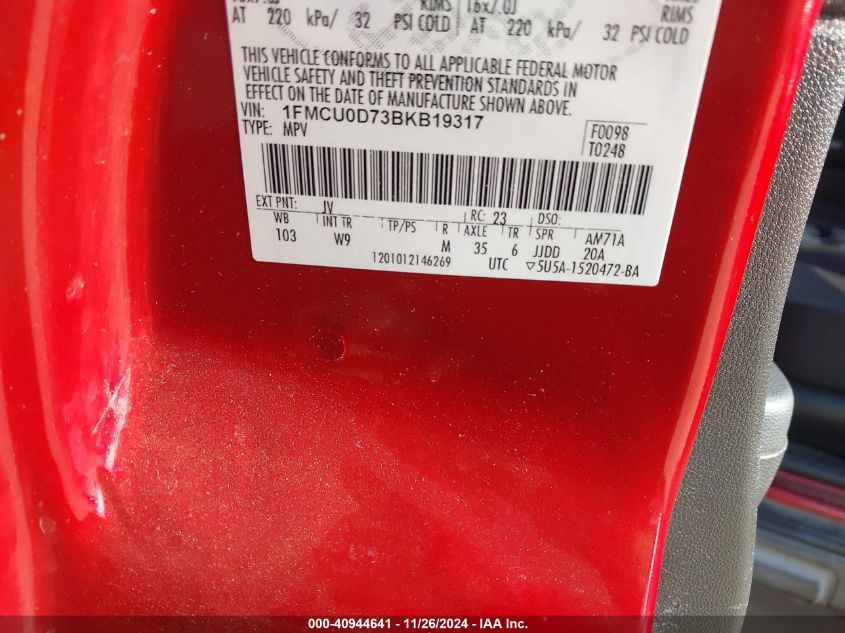 RIMS 16x7.0J RIMS
AT 220 kPa/ 32 PSI COLD AT 220 kPa/ 32 PSI COLD
THIS VEHICLE CONFORMS TO ALL APPLICABLE FEDERAL MOTOR
VEHICLE SAFETY AND THEFT PREVENTION STANDARDS IN
EFFECT ON THE DATE OF MANUFACTURE SHOWN ABOVE.
VIN: 1FMCU0D73BKB19317
TYPE: MPV
F0098
T0248
EXT PNT: JV RC: 23 DSO:
WB INT TR TP/PS R AXLE TR SPR AM71A
103 W9 M 35 6 JJDD 20A
1201012146269 UTC ▽5U5A-1520472-BA
000-40944641 - 11/26/2024 - IAA Inc.